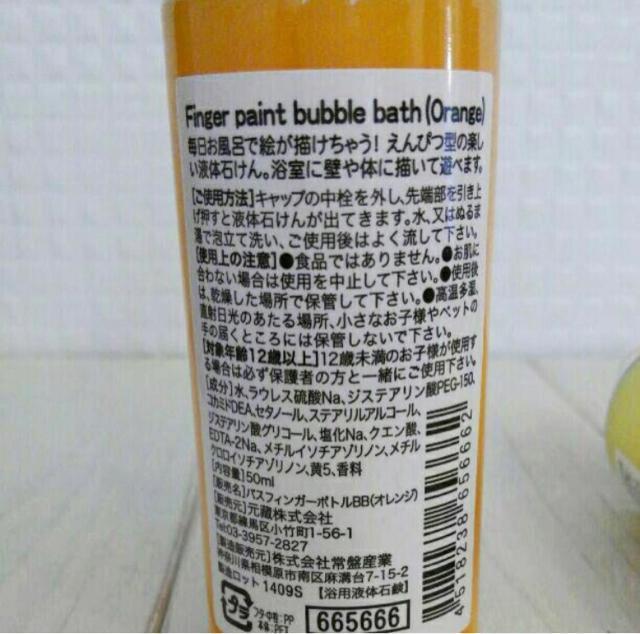 Finger paint bubble bath(Orange)
毎日お風呂で絵が描けちゃう! えんぴつ型の楽し
い液体石けん。浴室に壁や体に描いて遊べます。
【ご使用方法】キャップの中栓を外し、先端部を引き上
げ押すと液体石けんが出てきます。水、又はぬるま
湯で泡立て洗い、ご使用後はよく流して下さい。
【使用上の注意】●食品ではありません。●お肌に
合わない場合は使用を中止して下さい。●使用後
は、乾燥した場所で保管して下さい。●高温多湿、
直射日光のあたる場所、小さなお子様やペットの
手の届くところには保管しないで下さい。
【対象年齢12歳以上】12歳未満のお子様が使用す
る場合は必ず保護者の方と一緒にご使用下さい。
【成分】水、ラウレス硫酸Na、ジステアリン酸PEG-150、
コカミドDEA、セタノール、ステアリルアルコール、
ジステアリン酸グリコール、塩化Na、クエン酸、
EDTA-2Na、メチルイソチアゾリノン、メチル
クロロイソチアゾリノン、黄5、香料
【内容量】50ml
【販売名】バスフィンガーボトルBB(オレンジ)
【販売元】元蔵株式会社
東京都練馬区小竹町1-56-1
Tel:03-3957-2827
【製造販売元】株式会社常盤産業
神奈川県相模原市南区麻溝台7-15-2
製造ロット 1409S 【浴用液体石鹸】
プラ
フタ・中栓:PP
本体:PET
665666
4518238656662